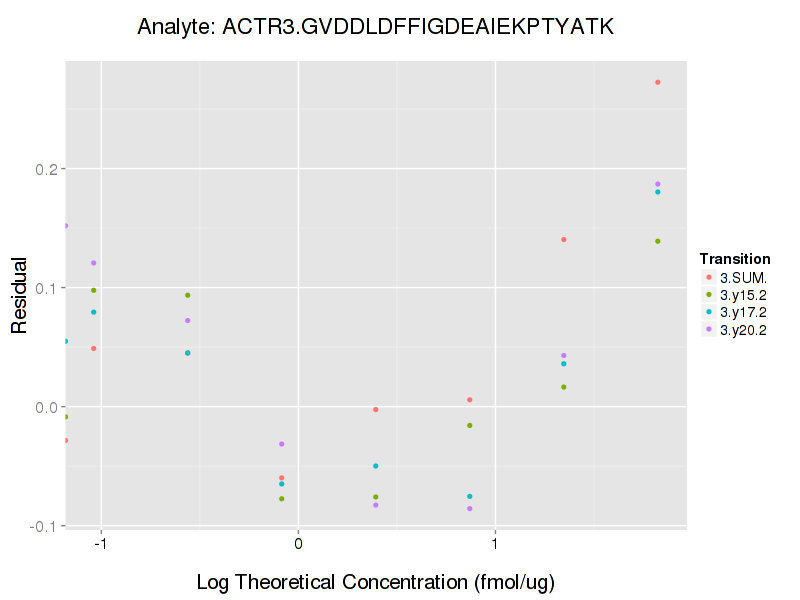 Analyte: ACTR3.GVDDLDFFIGDEAIEKPTYATK
Residual
0.2
0.1
0.0
-0.1
-1
0
1
Log Theoretical Concentration (fmol/ug)
Transition
3.SUM.
3.y15.2
3.y17.2
3.y20.2